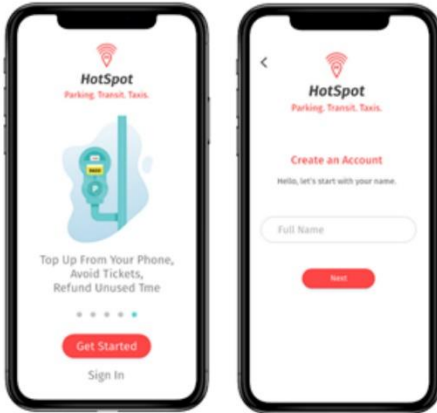 HotSpot
Parking. Transit. Taxis.
Top Up From Your Phone,
Avoid Tickets,
Refund Unused Tme
Get Started
Sign In
HotSpot
Parking. Transit. Taxis.
Create an Account
Hello, let's start with your name.
Full Name
Next